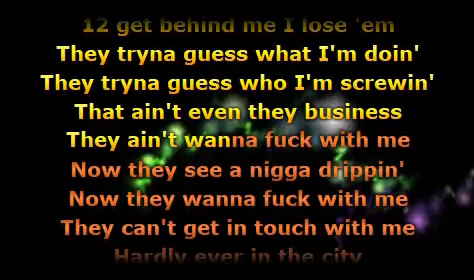 12 get behind me I lose 'em
They tryna guess what I'm doin'
They tryna guess who I'm screwin'
That ain't even they business
They ain't wanna fuck with me
Now they see a nigga drippin'
Now they wanna fuck with me
They can't get in touch with me
Hardly ever in the city